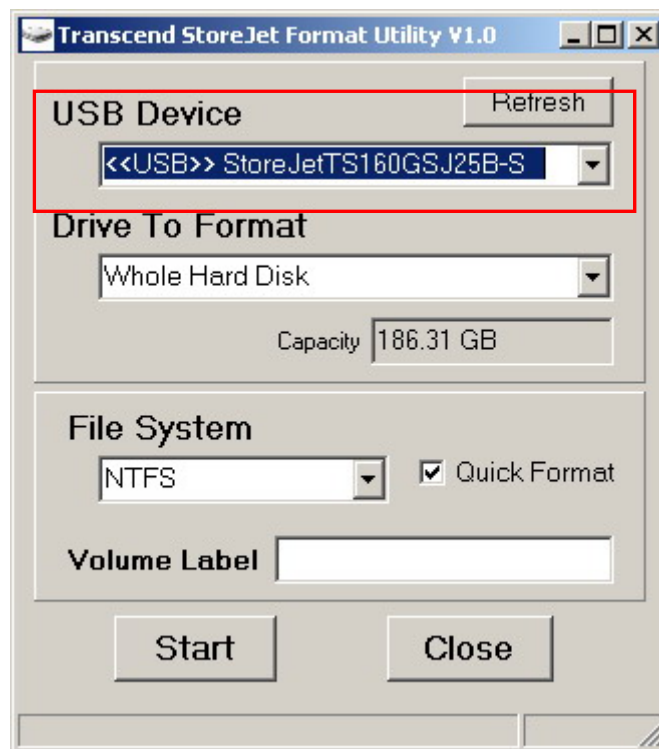 Transcend StoreJet Format Utility V1.0
USB Device
Refresh
<<USB>> StoreJetTS160GSJ25B-S
Drive To Format
Whole Hard Disk
Capacity 186.31 GB
File System
NTFS
Quick Format
Volume Label
Start
Close